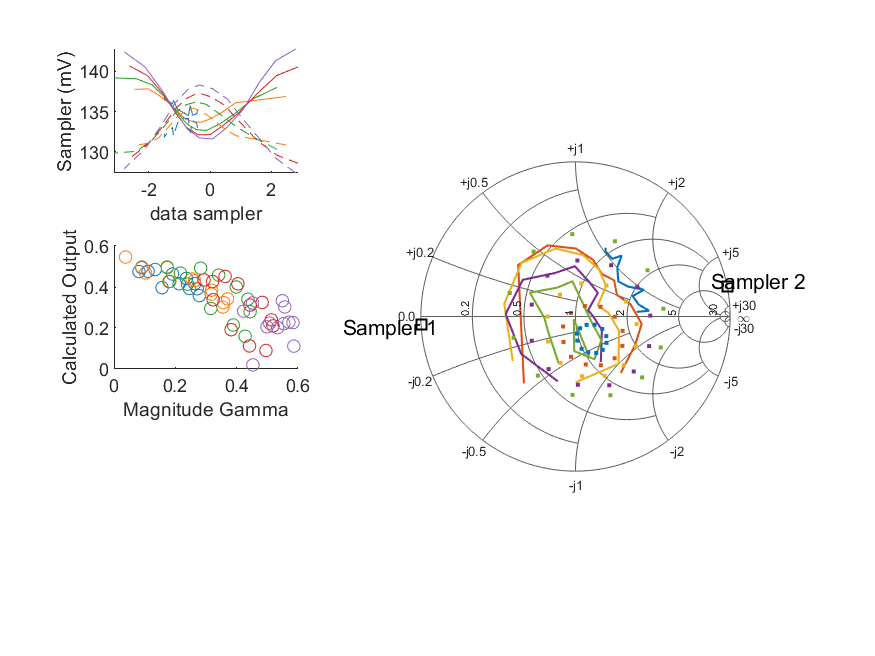 Sampler (mV)
140
135
130
-2
0
2
data sampler
Calculated Output
0.6
0.4
0.2
0
0
0.2
0.4
0.6
Magnitude Gamma
+j1
+j0.5
+j2
+j0.2
+j5
Sampler 2
+j30
0.0
0.2
0.5
1
2
5
30
∞
-j30
Sampler 1
-j0.2
-j5
-j0.5
-j2
-j1